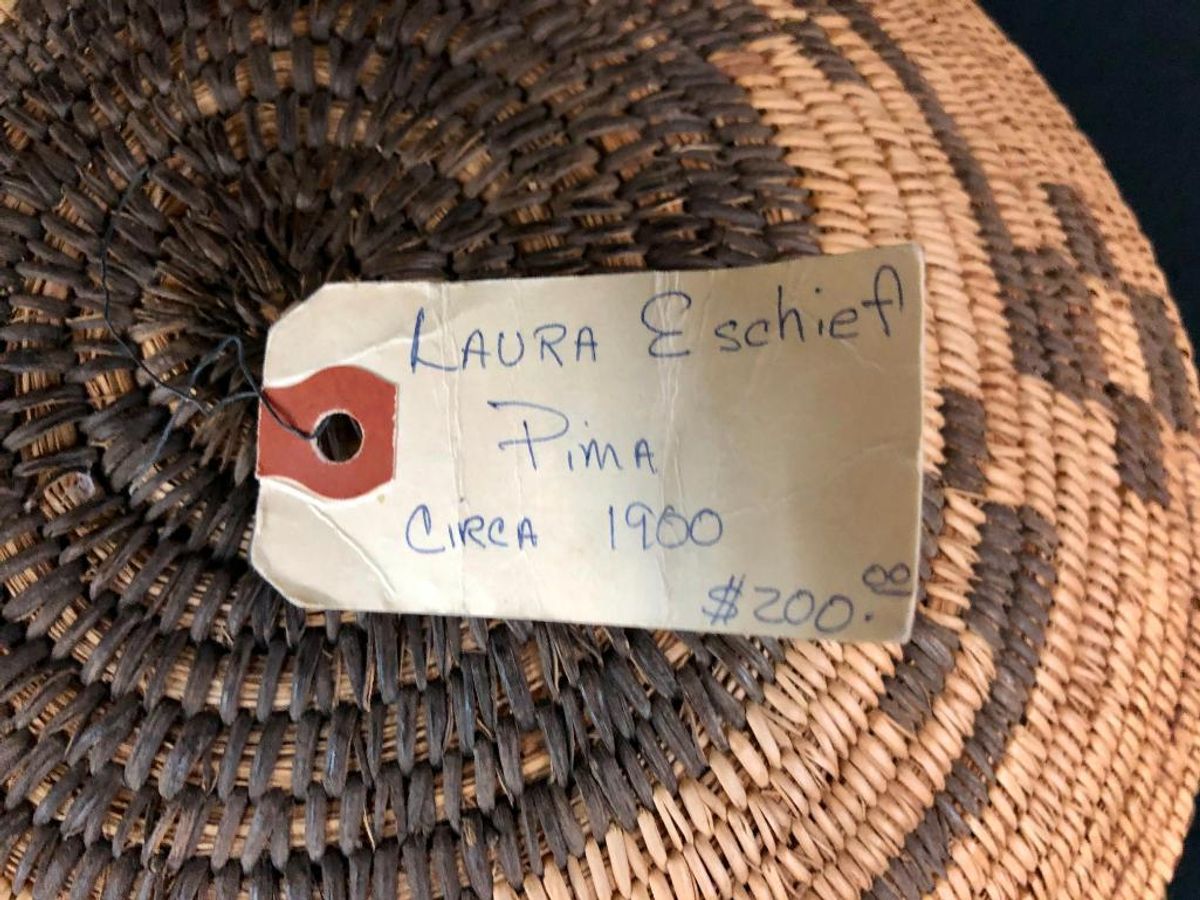 LAURA Eschief
Pima
CIRCA 1900
$200.00